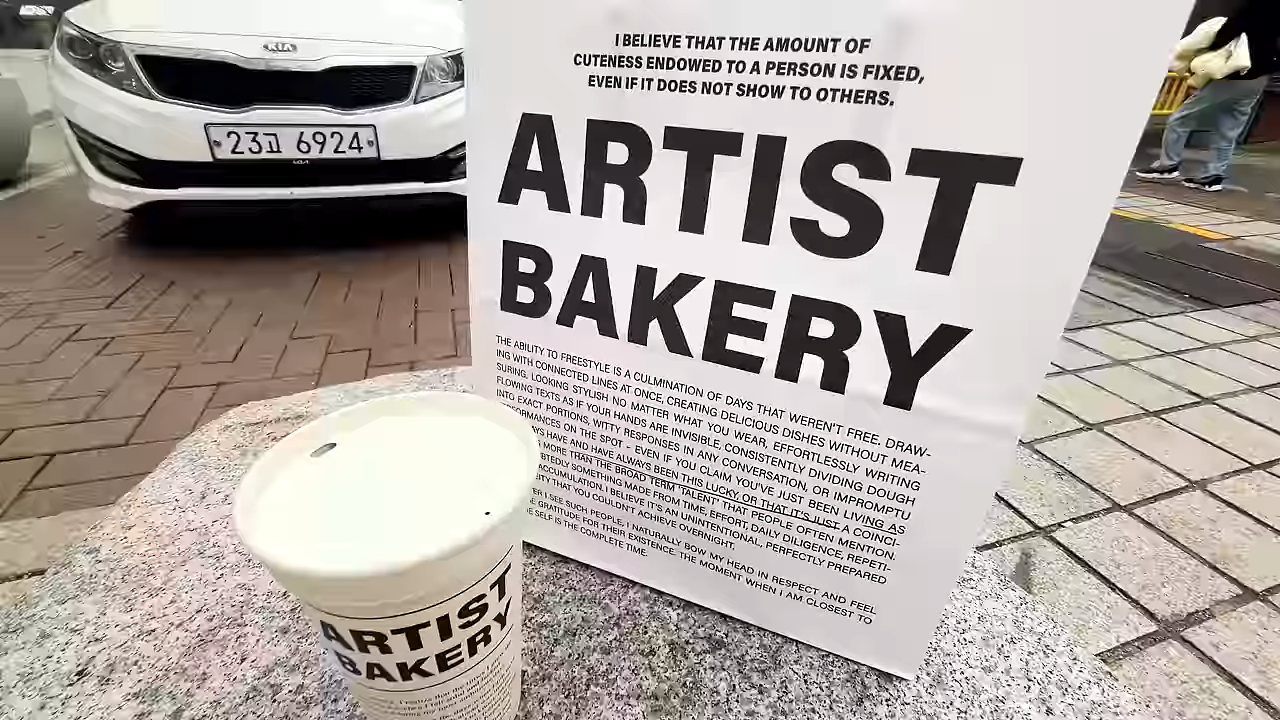 KIA
23고 6924
I BELIEVE THAT THE AMOUNT OF
CUTENESS ENDOWED TO A PERSON IS FIXED,
EVEN IF IT DOES NOT SHOW TO OTHERS.
ARTIST
BAKERY
THE ABILITY TO FREESTYLE IS A CULMINATION OF DAYS THAT WEREN'T FREE. DRAW-
ING WITH CONNECTED LINES AT ONCE, CREATING DELICIOUS DISHES WITHOUT MEA-
SURING. LOOKING STYLISH NO MATTER WHAT YOU WEAR, EFFORTLESSLY WRITING
FLOWING TEXTS AS IF YOUR HANDS ARE INVISIBLE, CONSISTENTLY DIVIDING DOUGH
INTO EXACT PORTIONS, WITTY RESPONSES IN ANY CONVERSATION, OR IMPROMPTU
ON THE SPOT - EVEN IF YOU CLAIM YOU'VE JUST BEEN LIVING AS
HAVE AND HAVE ALWAYS BEEN THIS LUCKY, OR THAT IT'S JUST A COINCI-
MORE THAN THE BROAD TERM "TALENT" THAT PEOPLE OFTEN MENTION.
SOMETHING MADE FROM TIME, EFFORT, DAILY DILIGENCE, REPETI-
ACCUMULATION. I BELIEVE IT'S AN UNINTENTIONAL, PERFECTLY PREPARED
THAT YOU COULDN'T ACHIEVE OVERNIGHT.
I SEE SUCH PEOPLE, I NATURALLY BOW MY HEAD IN RESPECT AND FEEL
GRATITUDE FOR THEIR EXISTENCE. THE MOMENT WHEN I AM CLOSEST TO
SELF IS THE COMPLETE TIME.
ARTIST
BAKERY